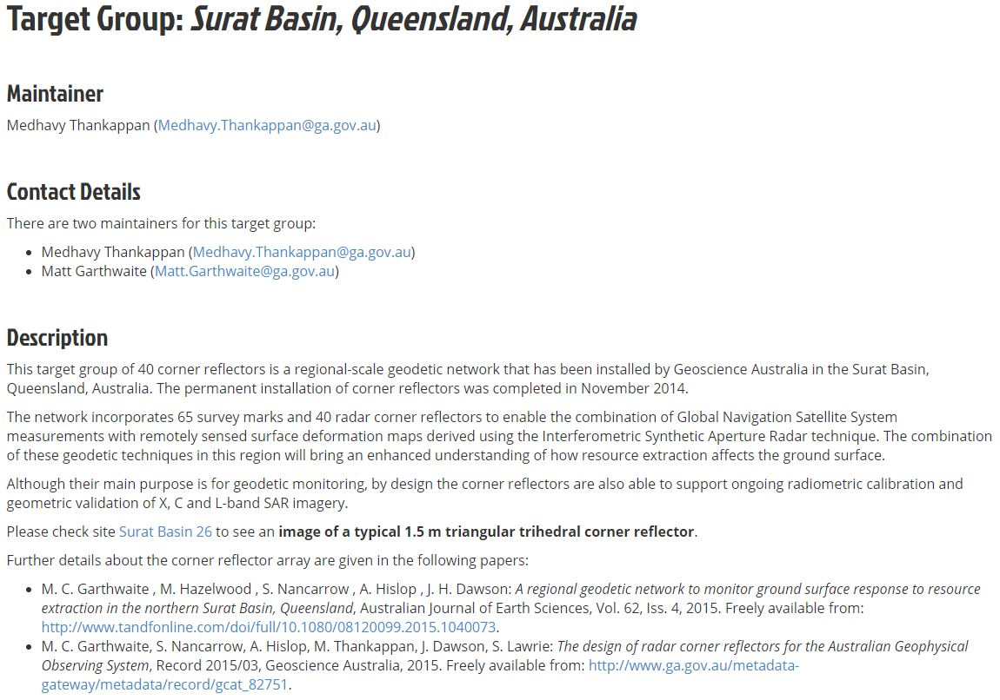 Target Group: Surat Basin, Queensland, Australia
Maintainer
Medhavy Thankappan (Medhavy.Thankappan@ga.gov.au)
Contact Details
There are two maintainers for this target group:
• Medhavy Thankappan (Medhavy.Thankappan@ga.gov.au)
• Matt Garthwaite (Matt.Garthwaite@ga.gov.au)
Description
This target group of 40 corner reflectors is a regional-scale geodetic network that has been installed by Geoscience Australia in the Surat Basin,
Queensland, Australia. The permanent installation of corner reflectors was completed in November 2014.
The network incorporates 65 survey marks and 40 radar corner reflectors to enable the combination of Global Navigation Satellite System
measurements with remotely sensed surface deformation maps derived using the Interferometric Synthetic Aperture Radar technique. The combination
of these geodetic techniques in this region will bring an enhanced understanding of how resource extraction affects the ground surface.
Although their main purpose is for geodetic monitoring, by design the corner reflectors are also able to support ongoing radiometric calibration and
geometric validation of X, C and L-band SAR imagery.
Please check site Surat Basin 26 to see an image of a typical 1.5 m triangular trihedral corner reflector.
Further details about the corner reflector array are given in the following papers:
• M. C. Garthwaite , M. Hazelwood , S. Nancarrow , A. Hislop , J. H. Dawson: A regional geodetic network to monitor ground surface response to resource
extraction in the northern Surat Basin, Queensland, Australian Journal of Earth Sciences, Vol. 62, Iss. 4, 2015. Freely available from:
http://www.tandfonline.com/doi/full/10.1080/08120099.2015.1040073.
• M. C. Garthwaite, S. Nancarrow, A. Hislop, M. Thankappan, J. Dawson, S. Lawrie: The design of radar corner reflectors for the Australian Geophysical
Observing System, Record 2015/03, Geoscience Australia, 2015. Freely available from: http://www.ga.gov.au/metadata-
gateway/metadata/record/gcat_82751.